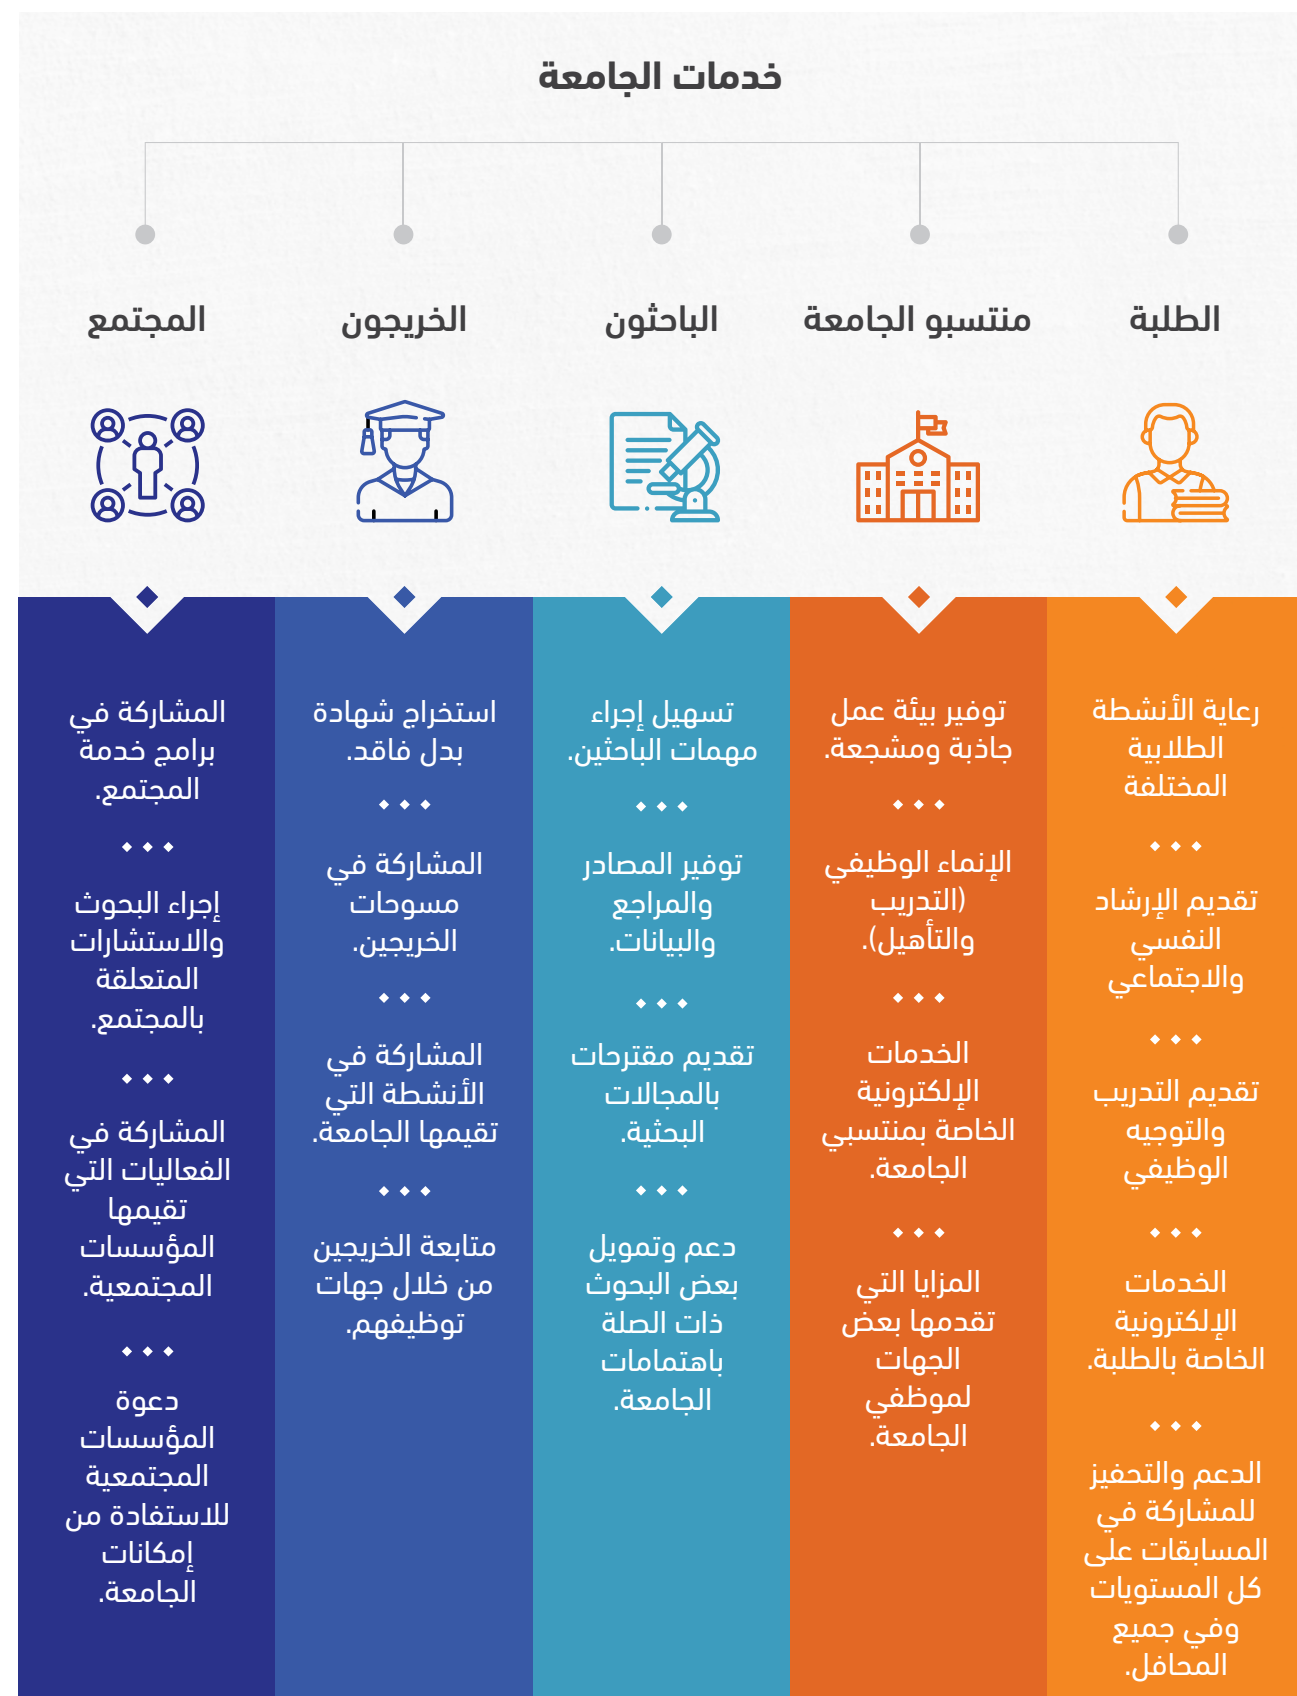 خدمات الجامعة
الطلبة
منتسبو الجامعة
الباحثون
الخريجون
المجتمع
رعاية الأنشطة
الطلابية
المختلفة
تقديم الإرشاد
النفسي
والاجتماعي
تقديم التدريب
والتوجيه
الوظيفي
الخدمات
الإلكترونية
الخاصة بالطلبة.
الدعم والتحفيز
للمشاركة في
المسابقات على
كل المستويات
وفي جميع
المحافل.
توفير بيئة عمل
جاذبة ومشجعة.
الإنماء الوظيفي
(التدريب
والتأهيل).
الخدمات
الإلكترونية
الخاصة بمنتسبي
الجامعة.
المزايا التي
تقدمها بعض
الجهات
لموظفي
الجامعة.
تسهيل إجراء
مهمات الباحثين.
توفير المصادر
والمراجع
والبيانات.
تقديم مقترحات
بالمجالات
البحثية.
دعم وتمويل
بعض البحوث
ذات الصلة
باهتمامات
الجامعة.
استخراج شهادة
بدل فاقد.
المشاركة في
مسوحات
الخريجين.
المشاركة في
الأنشطة التي
تقيمها الجامعة.
متابعة الخريجين
من خلال جهات
توظيفهم.
المشاركة في
برامج خدمة
المجتمع.
إجراء البحوث
والاستشارات
المتعلقة
بالمجتمع.
المشاركة في
الفعاليات التي
تقيمها
المؤسسات
المجتمعية.
دعوة
المؤسسات
المجتمعية
للاستفادة من
إمكانات
الجامعة.